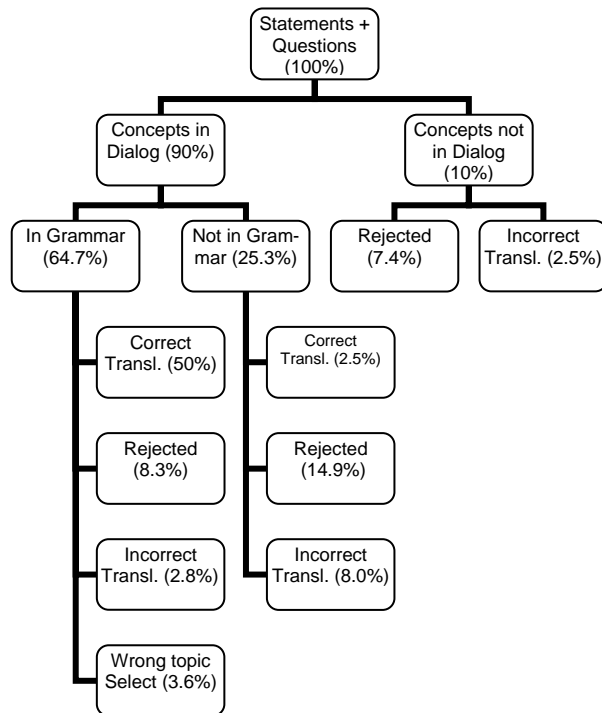 Statements +
Questions
(100%)
Concepts in
Dialog (90%)
Concepts not
in Dialog
(10%)
In Grammar
(64.7%)
Not in Gram-
mar (25.3%)
Rejected
(7.4%)
Incorrect
Transl. (2.5%)
Correct
Transl. (50%)
Correct
Transl. (2.5%)
Rejected
(8.3%)
Rejected
(14.9%)
Incorrect
Transl. (2.8%)
Incorrect
Transl. (8.0%)
Wrong topic
Select (3.6%)